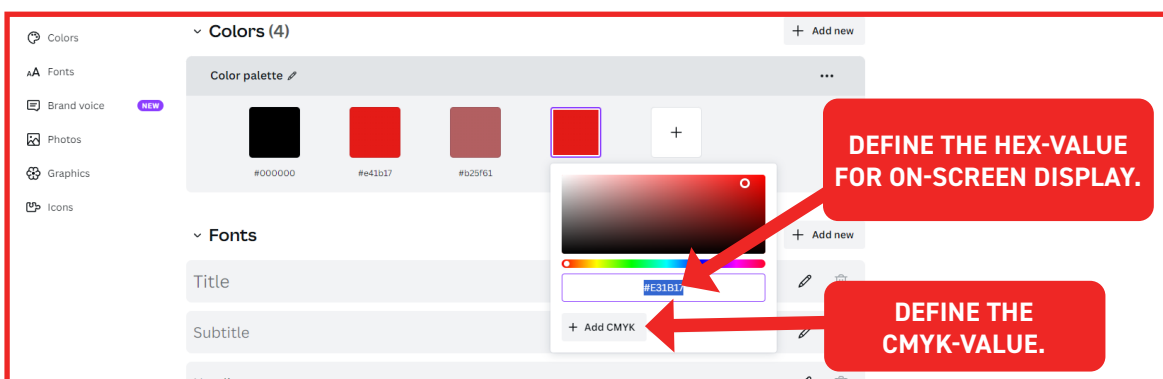 Colors
Fonts
Brand voice NEW
Photos
Graphics
Icons
Colors (4)
+ Add new
Color palette
#000000
#e41b17
#b25f61
#E31B17
+ Add CMYK
Fonts
+ Add new
Title
Subtitle
DEFINE THE HEX-VALUE
FOR ON-SCREEN DISPLAY.
DEFINE THE
CMYK-VALUE.